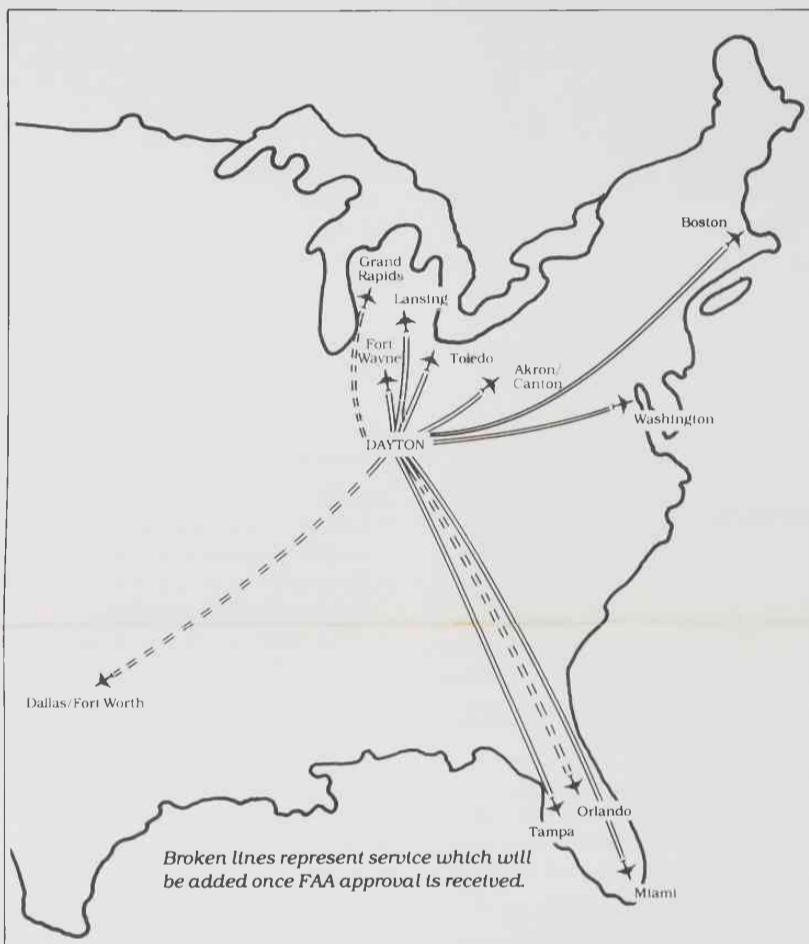 Boston
Grand
Rapids
Lansing
Fort
Wayne
Toledo
Akron/
Canton
Washington
DAYTON
Dallas/Fort Worth
Orlando
Tampa
Miami
Broken lines represent service which will
be added once FAA approval is received.